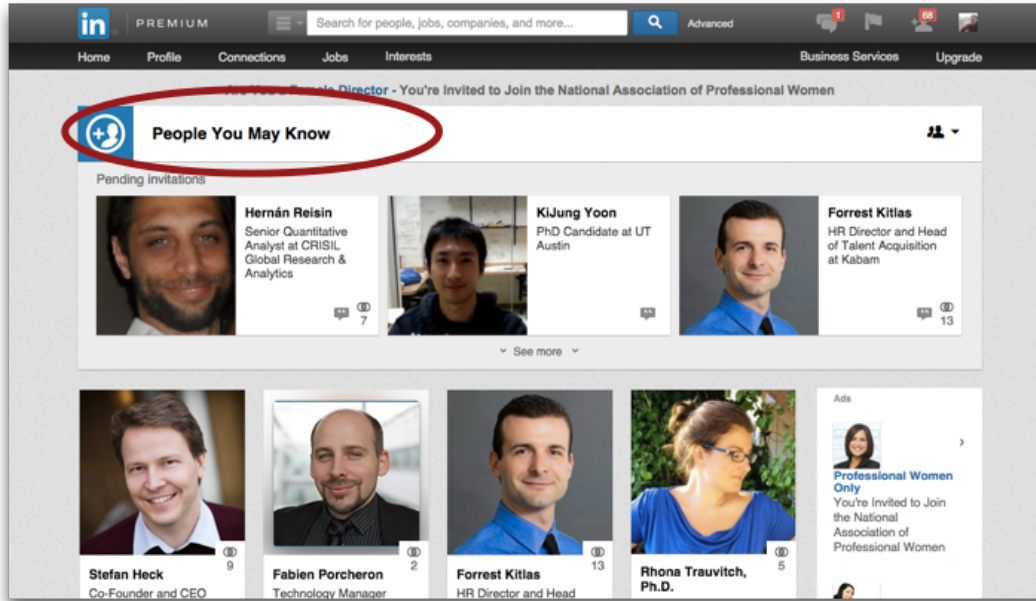 in PREMIUM
Search for people, jobs, companies, and more...
Advanced
1
68
Home Profile Connections Jobs Interests Business Services Upgrade
Are You a Female Director - You're Invited to Join the National Association of Professional Women
People You May Know
Pending invitations
Hernán Reisin
Senior Quantitative
Analyst at CRISIL
Global Research &
Analytics
7
KiJung Yoon
PhD Candidate at UT
Austin
Forrest Kitlas
HR Director and Head
of Talent Acquisition
at Kabam
13
See more
9
Stefan Heck
Co-Founder and CEO
2
Fabien Porcheron
Technology Manager
13
Forrest Kitlas
HR Director and Head
5
Rhona Trauvitch,
Ph.D.
Ads
Professional Women
Only
You're Invited to Join
the National
Association of
Professional Women